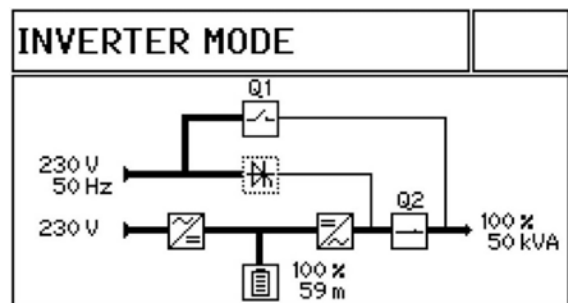 INVERTER MODE
Q1
230 V
50 Hz
Q2
230 V
100 %
50 kVA
100 %
59 m